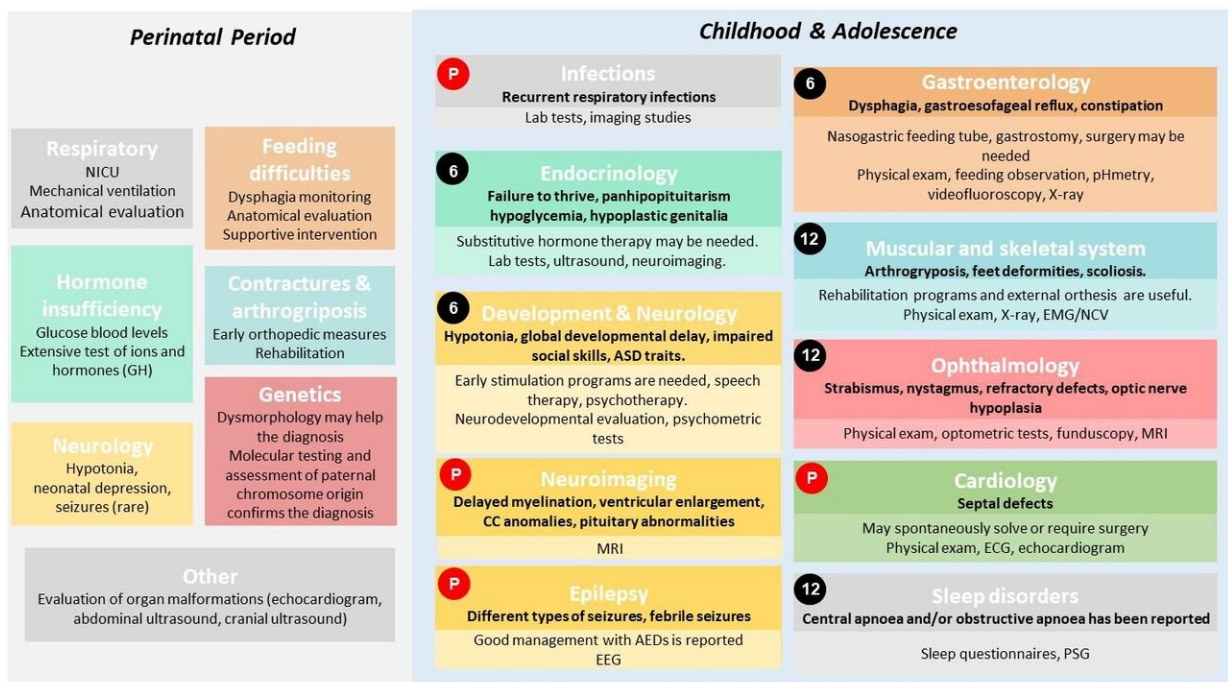 Perinatal Period
Respiratory
NICU
Mechanical ventilation
Anatomical evaluation
Feeding
difficulties
Dysphagia monitoring
Anatomical evaluation
Supportive intervention
Hormone
insufficiency
Glucose blood levels
Extensive test of ions and
hormones (GH)
Contractures &
arthrogriposis
Early orthopedic measures
Rehabilitation
Neurology
Hypotonia,
neonatal depression,
seizures (rare)
Genetics
Dysmorphology may help
the diagnosis
Molecular testing and
assessment of paternal
chromosome origin
confirms the diagnosis
Other
Evaluation of organ malformations (echocardiogram,
abdominal ultrasound, cranial ultrasound)
Childhood & Adolescence
P
Infections
Recurrent respiratory infections
Lab tests, imaging studies
6
Endocrinology
Failure to thrive, panhipopituitarism
hypoglycemia, hypoplastic genitalia
Substitutive hormone therapy may be needed.
Lab tests, ultrasound, neuroimaging.
6
Development & Neurology
Hypotonia, global developmental delay, impaired
social skills, ASD traits.
Early stimulation programs are needed, speech
therapy, psychotherapy.
Neurodevelopmental evaluation, psychometric
tests
P
Neuroimaging
Delayed myelination, ventricular enlargement,
CC anomalies, pituitary abnormalities
MRI
P
Epilepsy
Different types of seizures, febrile seizures
Good management with AEDs is reported
EEG
6
Gastroenterology
Dysphagia, gastroesofageal reflux, constipation
Nasogastric feeding tube, gastrostomy, surgery may be
needed
Physical exam, feeding observation, pHmetry,
videofluoroscopy, X-ray
12
Muscular and skeletal system
Arthrogryposis, feet deformities, scoliosis.
Rehabilitation programs and external orthesis are useful.
Physical exam, X-ray, EMG/NCV
12
Ophthalmology
Strabismus, nystagmus, refractory defects, optic nerve
hypoplasia
Physical exam, optometric tests, funduscopy, MRI
P
Cardiology
Septal defects
May spontaneously solve or require surgery
Physical exam, ECG, echocardiogram
12
Sleep disorders
Central apnoea and/or obstructive apnoea has been reported
Sleep questionnaires, PSG